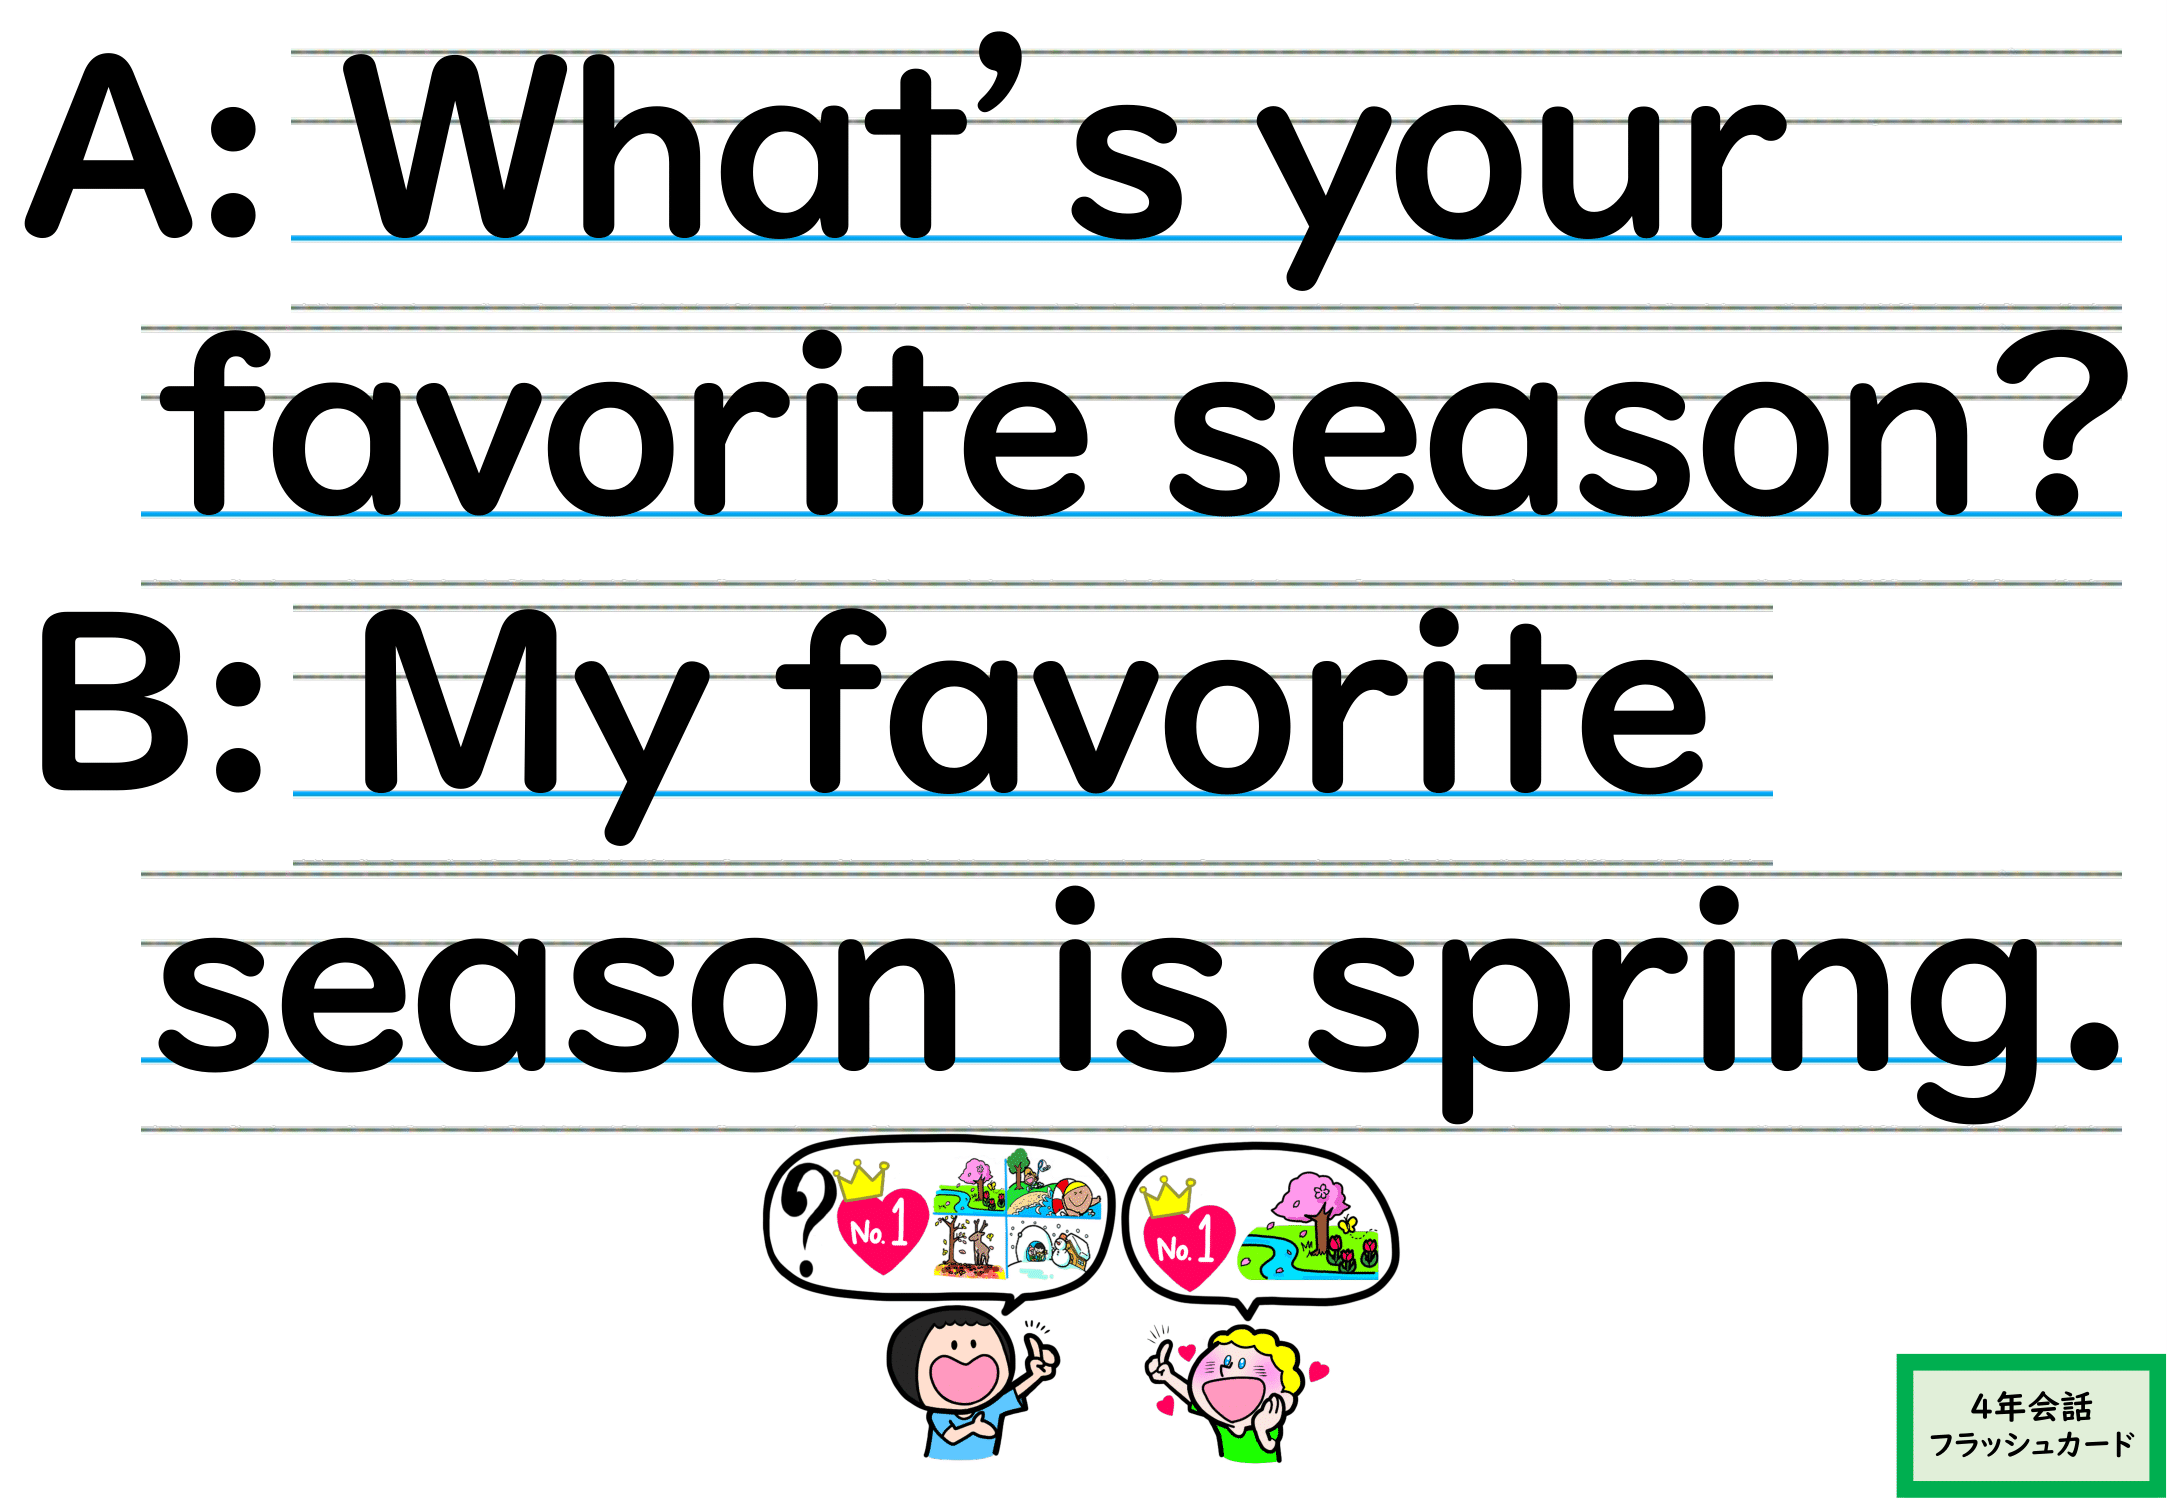 A: What’s your
favorite season?
B: My favorite
season is spring.
? No.1
No.1
4年会話
フラッシュカード